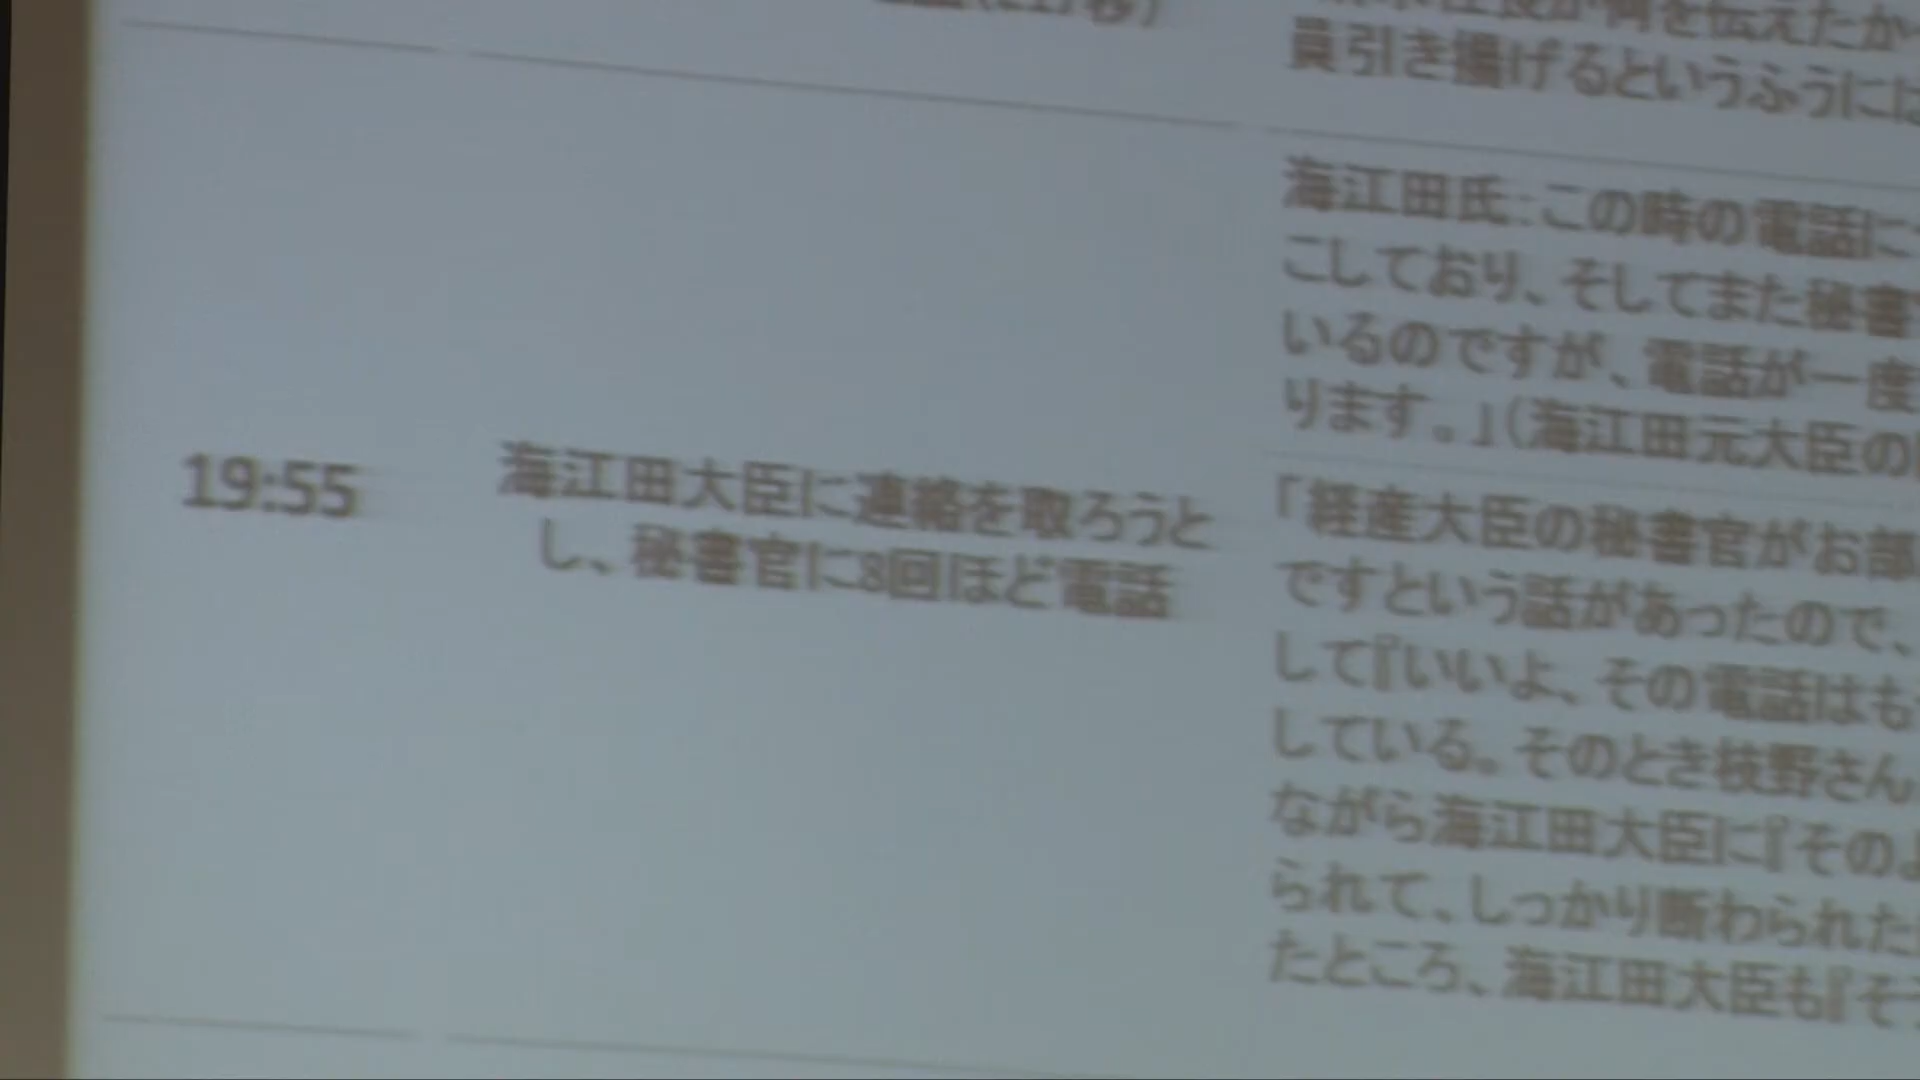 員引き揚げるというふうには
19:55
海江田大臣に連絡を取ろうと
し、秘書官に8回ほど電話
海江田氏:この時の電話に
こしており、そしてまた秘書
いるのですが、電話が一度
ります。」(海江田元大臣の
「経産大臣の秘書官がお部
ですという話があったので、
して『いいよ、その電話はも
している。そのとき枝野さん
ながら海江田大臣に『その
られて、しっかり断わられた
たところ、海江田大臣も『そ